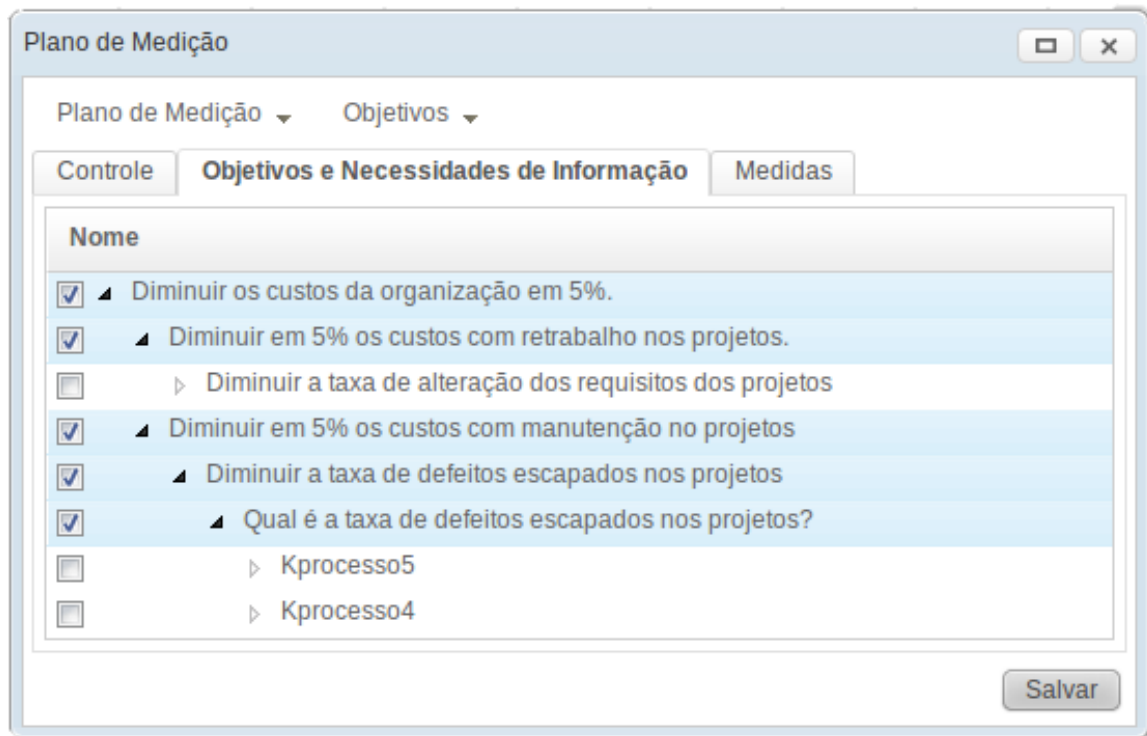 Plano de Medição
Plano de Medição Objetivos
Controle Objetivos e Necessidades de Informação Medidas
Nome
Diminuir os custos da organização em 5%.
Diminuir em 5% os custos com retrabalho nos projetos.
Diminuir a taxa de alteração dos requisitos dos projetos
Diminuir em 5% os custos com manutenção no projetos
Diminuir a taxa de defeitos escapados nos projetos
Qual é a taxa de defeitos escapados nos projetos?
Kprocesso5
Kprocesso4
Salvar